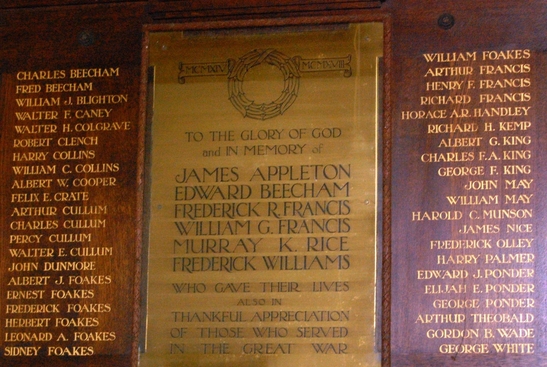 CHARLES BEECHAM
FRED BEECHAM
WILLIAM J. BLIGHTON
WALTER F. CANEY
WALTER H. COLGRAVE
ROBERT CLENCH
HARRY COLLINS
WILLIAM C. COLLINS
ALBERT W. COOPER
FELIX E. CRATE
ARTHUR CULLUM
CHARLES CULLUM
PERCY CULLUM
WALTER E. CULLUM
JOHN DUNMORE
ALBERT J. FOAKES
ERNEST FOAKES
FREDERICK FOAKES
HERBERT FOAKES
LEONARD A. FOAKES
SIDNEY FOAKES
MCMXIV MCMXVIII
TO THE GLORY OF GOD
and IN MEMORY of
JAMES APPLETON
EDWARD BEECHAM
FREDERICK R. FRANCIS
WILLIAM G. FRANCIS
MURRAY K. RICE
FREDERICK WILLIAMS
WHO GAVE THEIR LIVES
ALSO IN
THANKFUL APPRECIATION
OF THOSE WHO SERVED
IN THE GREAT WAR
WILLIAM FOAKES
ARTHUR FRANCIS
HENRY F. FRANCIS
RICHARD FRANCIS
HORACE A.R. HANDLEY
RICHARD H. KEMP
ALBERT G. KING
CHARLES F.A. KING
GEORGE F. KING
JOHN MAY
WILLIAM MAY
HAROLD C. MUNSON
JAMES NICE
FREDERICK OLLEY
HARRY PALMER
EDWARD J. PONDER
ELIJAH E. PONDER
GEORGE PONDER
ARTHUR THEOBALD
GORDON B. WADE
GEORGE WHITE